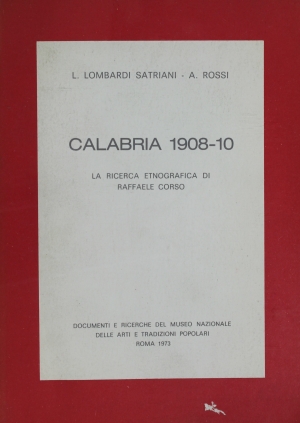 L. LOMBARDI SATRIANI - A. ROSSI
CALABRIA 1908-10
LA RICERCA ETNOGRAFICA DI
RAFFAELE CORSO
DOCUMENTI E RICERCHE DEL MUSEO NAZIONALE
DELLE ARTI E TRADIZIONI POPOLARI
ROMA 1973